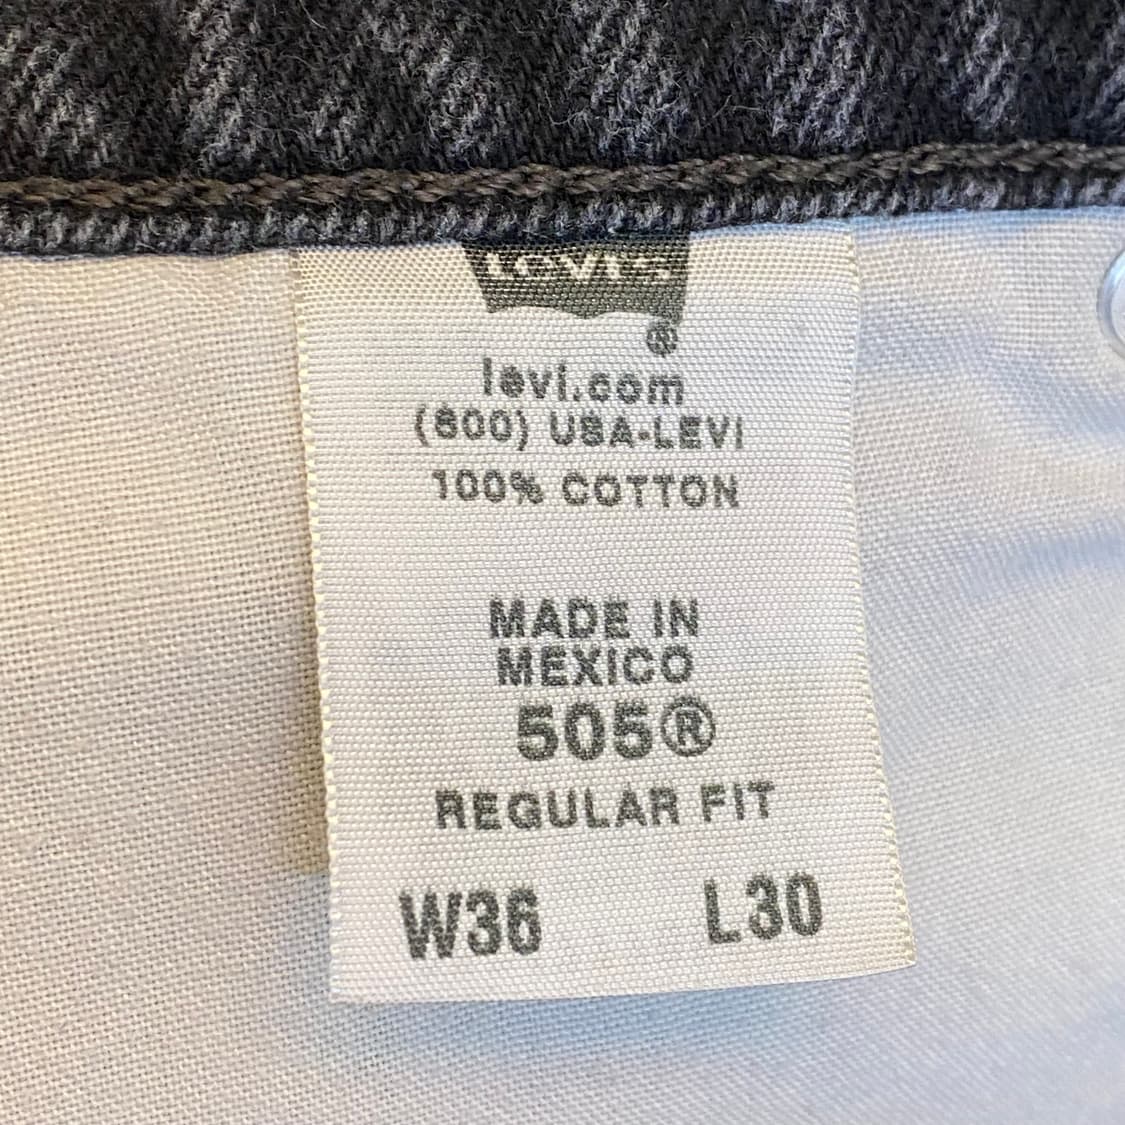 LEVI'S
®
levi.com
(800) USA-LEVI
100% COTTON
MADE IN
MEXICO
505®
REGULAR FIT
W36 L30